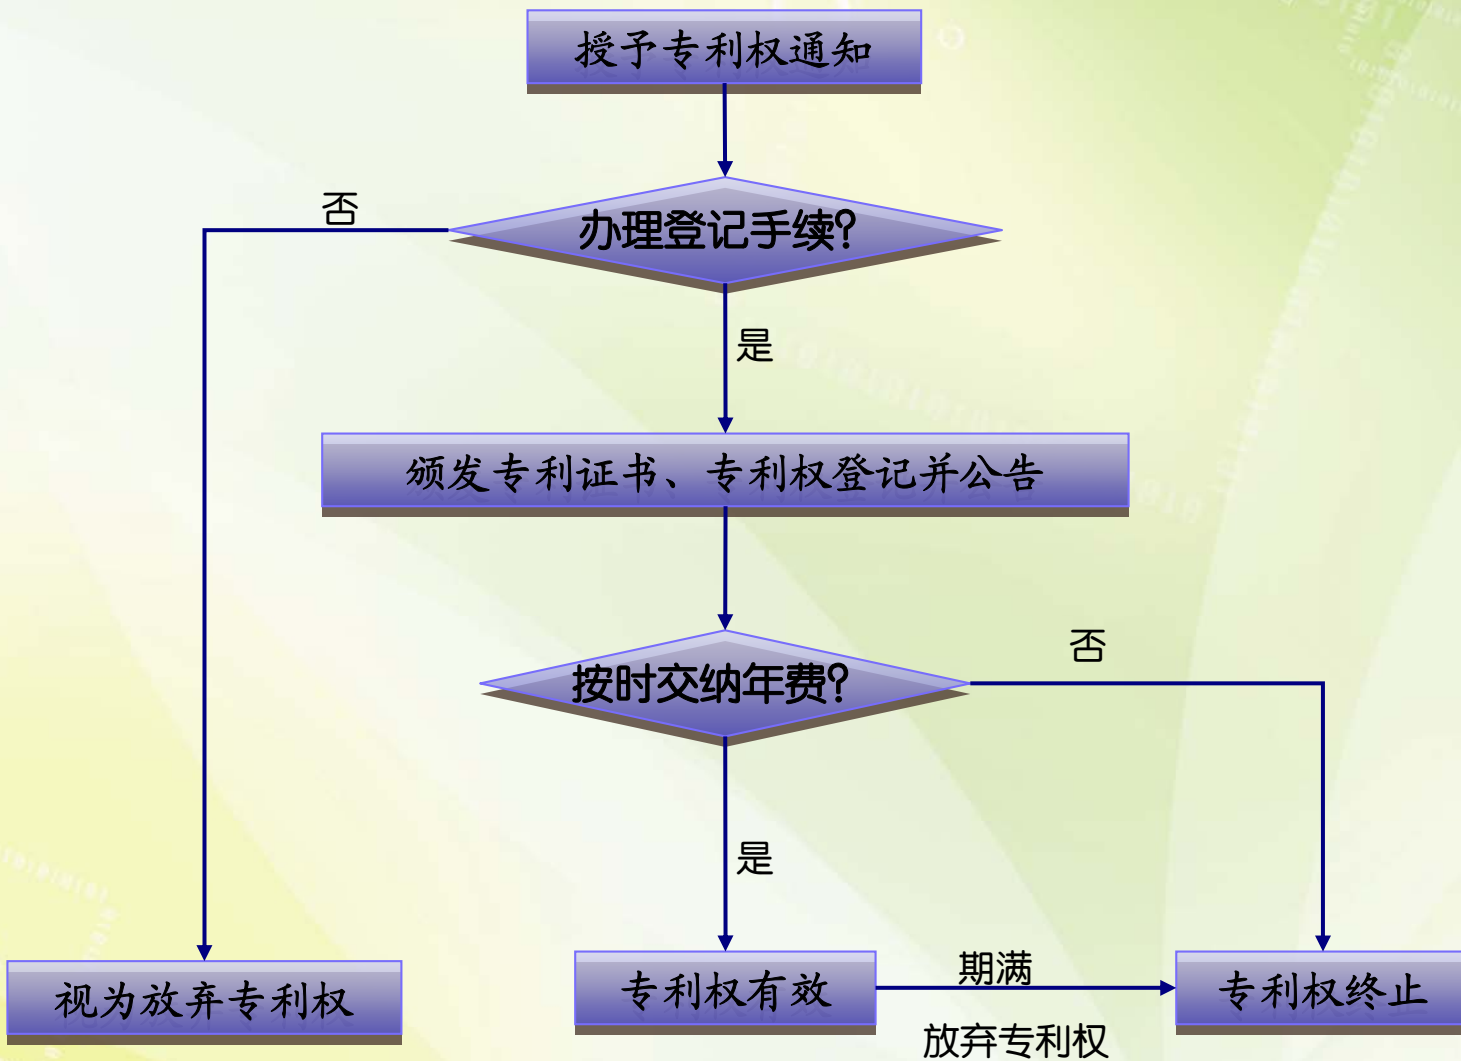 授予专利权通知
否
办理登记手续?
是
颁发专利证书、专利权登记并公告
否
按时交纳年费?
是
视为放弃专利权
专利权有效
期满
放弃专利权
专利权终止